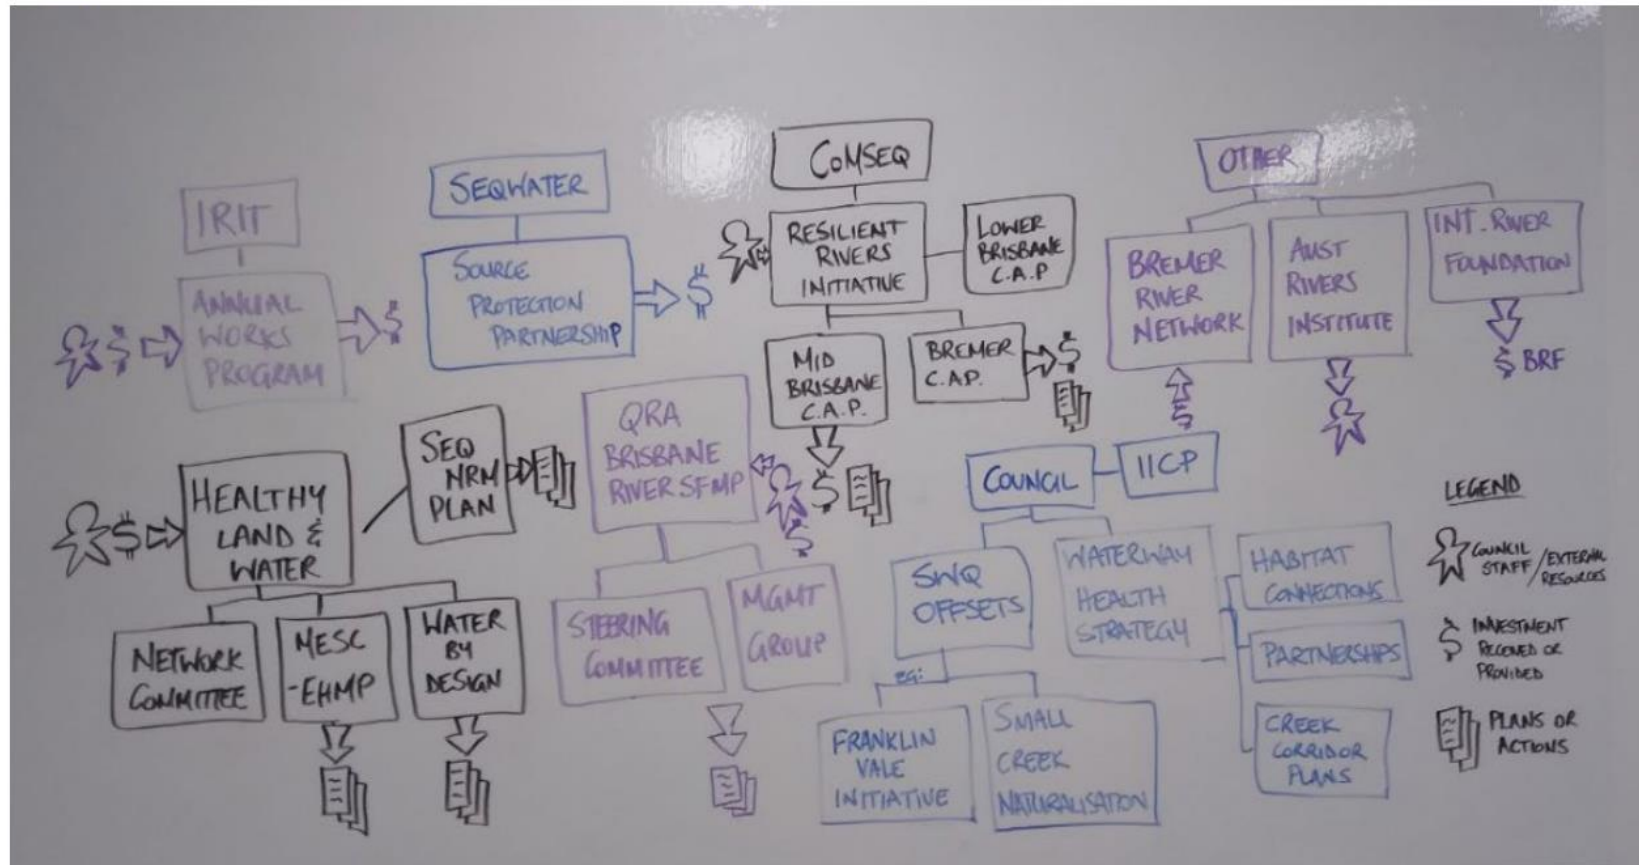 IRIT
ANNUAL
WORKS
PROGRAM
$
$
SEQWATER
SOURCE
PROTECTION
PARTNERSHIP
$
COMSEQ
RESILIENT
RIVERS
INITIATIVE
LOWER
BRISBANE
C.A.P
MID
BRISBANE
C.A.P.
$
BREMER
C.A.P.
$
OTHER
BREMER
RIVER
NETWORK
$
AUST
RIVERS
INSTITUTE
INT. RIVER
FOUNDATION
$ BRF
$
HEALTHY
LAND &
WATER
SEQ
NRM
PLAN
NETWORK
COMMITTEE
MESC
-EHMP
WATER
BY
DESIGN
QRA
BRISBANE
RIVER SFMP
$
STEERING
COMMITTEE
MGMT
GROUP
COUNCIL
IICP
SWQ
OFFSETS
EG:
FRANKLIN
VALE
INITIATIVE
SMALL
CREEK
NATURALISATION
WATERWAY
HEALTH
STRATEGY
HABITAT
CONNECTIONS
PARTNERSHIPS
CREEK
CORRIDOR
PLANS
LEGEND
COUNCIL
STAFF / EXTERNAL
RESOURCES
$ INVESTMENT
RECEIVED OR
PROVIDED
PLANS OR
ACTIONS